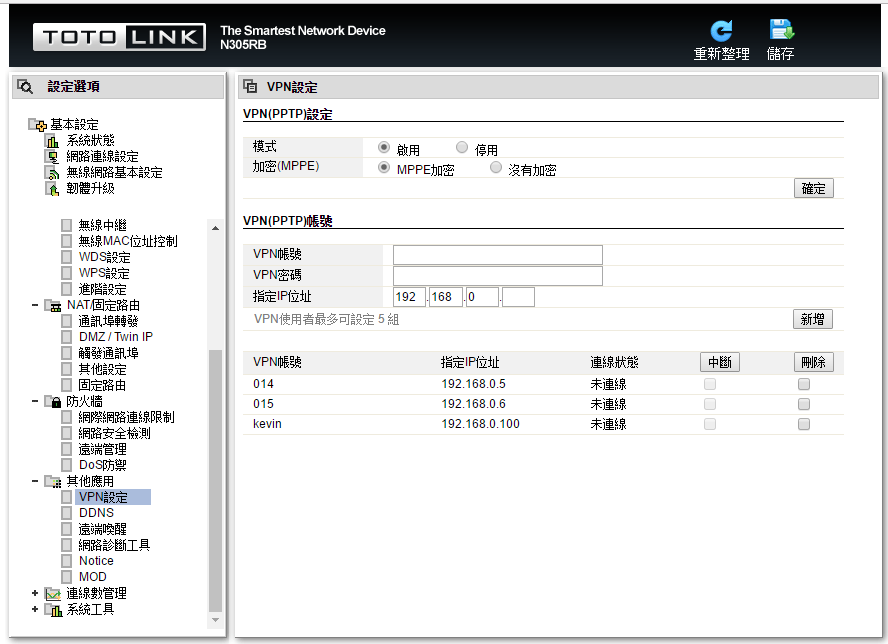 TOTO LINK
The Smartest Network Device
N305RB
重新整理
儲存
設定選項
基本設定
系統狀態
網路連線設定
無線網路基本設定
韌體升級
無線中繼
無線MAC位址控制
WDS設定
WPS設定
進階設定
NAT/固定路由
通訊埠轉發
DMZ / Twin IP
觸發通訊埠
其他設定
固定路由
防火牆
網際網路連線限制
網路安全檢測
遠端管理
DoS防禦
其他應用
VPN設定
DDNS
遠端喚醒
網路診斷工具
Notice
MOD
連線數管理
系統工具
VPN設定
VPN(PPTP)設定
模式 啟用 停用
加密(MPPE) MPPE加密 沒有加密
確定
VPN(PPTP)帳號
VPN帳號
VPN密碼
指定IP位址 192 . 168 . 0 .
VPN使用者最多可設定 5 組 新增
VPN帳號 指定IP位址 連線狀態 中斷 刪除
014 192.168.0.5 未連線
015 192.168.0.6 未連線
kevin 192.168.0.100 未連線